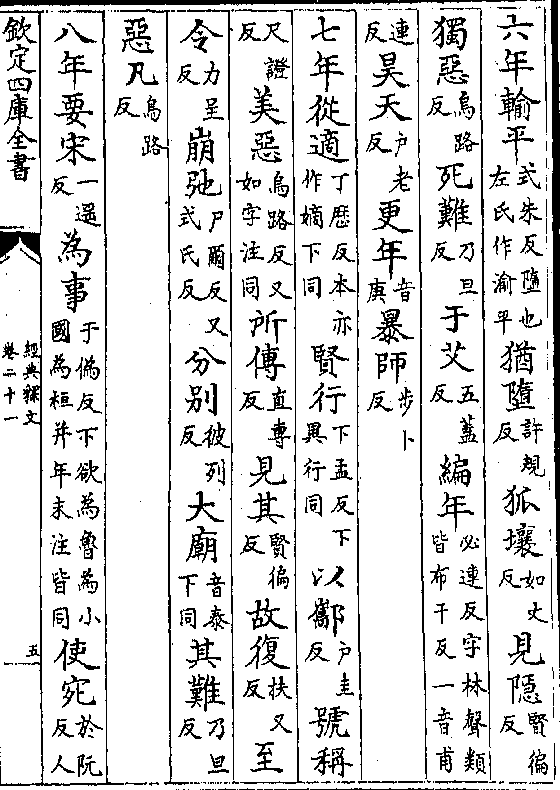 六年輸平式朱反墮也左氏作渝平猶墮許規反狐壤如丈反見隱賢徧反
獨惡烏路反死難乃旦反于艾五蓋反編年必連反字林聲類皆布千反一音甫
連反昊天户老反更年音庚暴師步卜反
七年從適丁歷反本亦作嫡下同賢行下孟反下異行同以酅户圭反號稱
尺證反美惡烏路反又如字注同所傳直專反見其賢徧反故復扶又反至
令力呈反崩弛尸爾反又式氏反分别彼列反大廟音泰下同其難乃旦反
惡凡烏路反
八年要宋一遥反為事于偽反下欲為魯為小國為桓并年末注皆同使宛於阮反人
欽定四庫全書
經典釋文
卷二十一
五